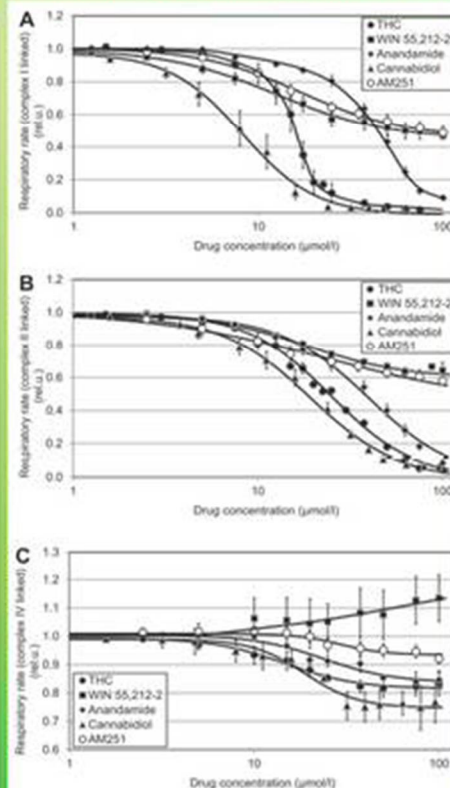 A
Respiratory rate (complex I linked)
(rel.u.)
1.2
1.0
0.8
0.6
0.4
0.2
0.0
1
10
100
Drug concentration (µmol/l)
THC
WIN 55,212-2
Anandamide
Cannabidiol
AM251
B
Respiratory rate (complex II linked)
(rel.u.)
1.2
1.0
0.8
0.6
0.4
0.2
0.0
1
10
100
Drug concentration (µmol/l)
THC
WIN 55,212-2
Anandamide
Cannabidiol
AM251
C
Respiratory rate (complex IV linked)
(rel.u.)
1.3
1.2
1.1
1.0
0.9
0.8
0.7
0.6
1
10
100
Drug concentration (µmol/l)
THC
WIN 55,212-2
Anandamide
Cannabidiol
AM251